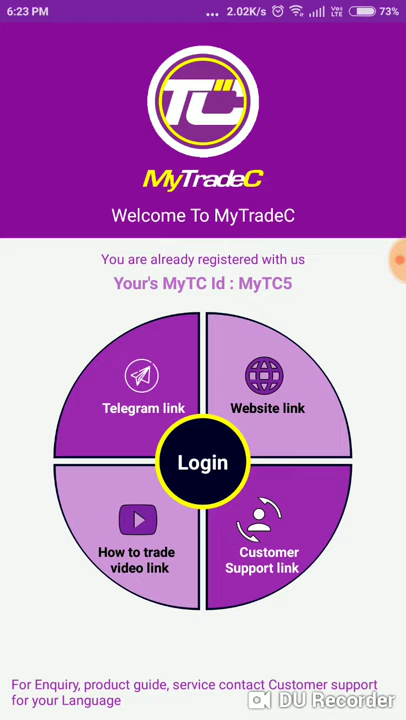 6:23 PM ... 2.02K/s Vo) LTE 73%
TC
MyTradeC
Welcome To MyTradeC
You are already registered with us
Your's MyTC Id : MyTC5
Telegram link
Website link
Login
How to trade
video link
Customer
Support link
For Enquiry, product guide, service contact Customer support
for your Language
DU Recorder